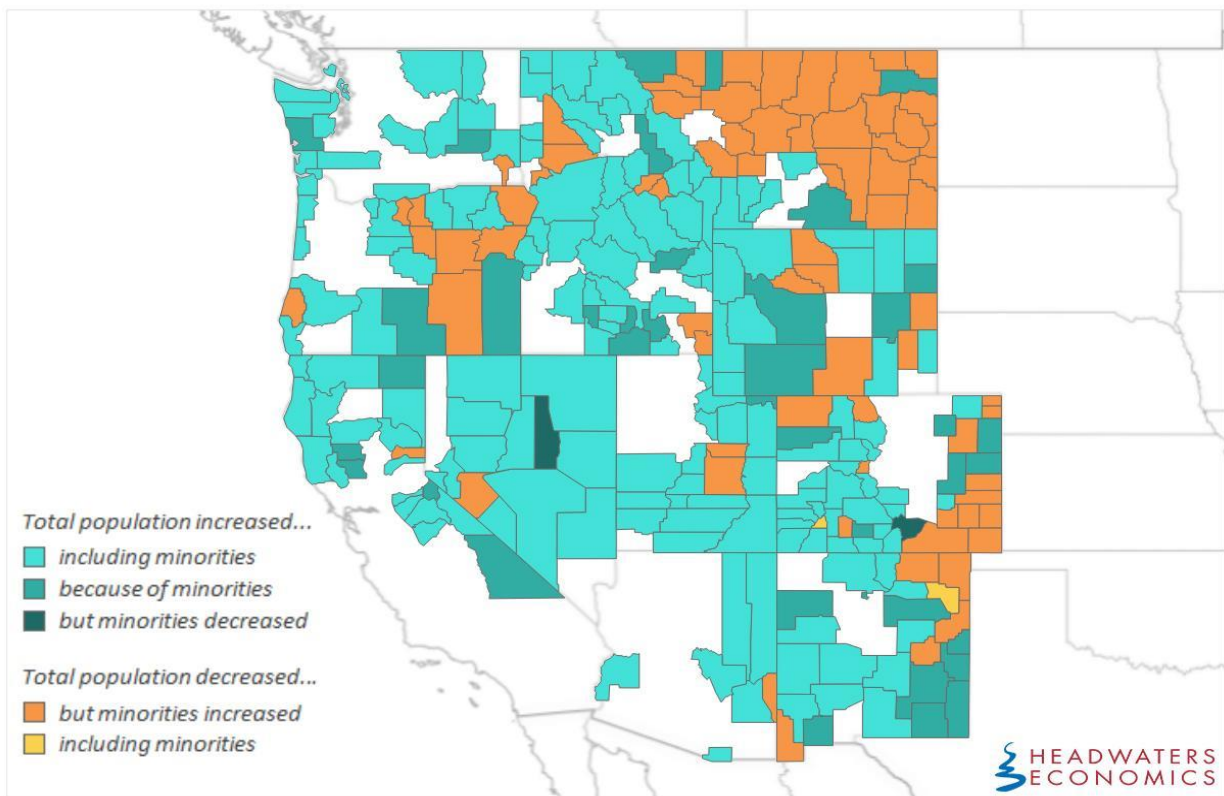 Total population increased...
including minorities
because of minorities
but minorities decreased
Total population decreased...
but minorities increased
including minorities
HEADWATERS
ECONOMICS